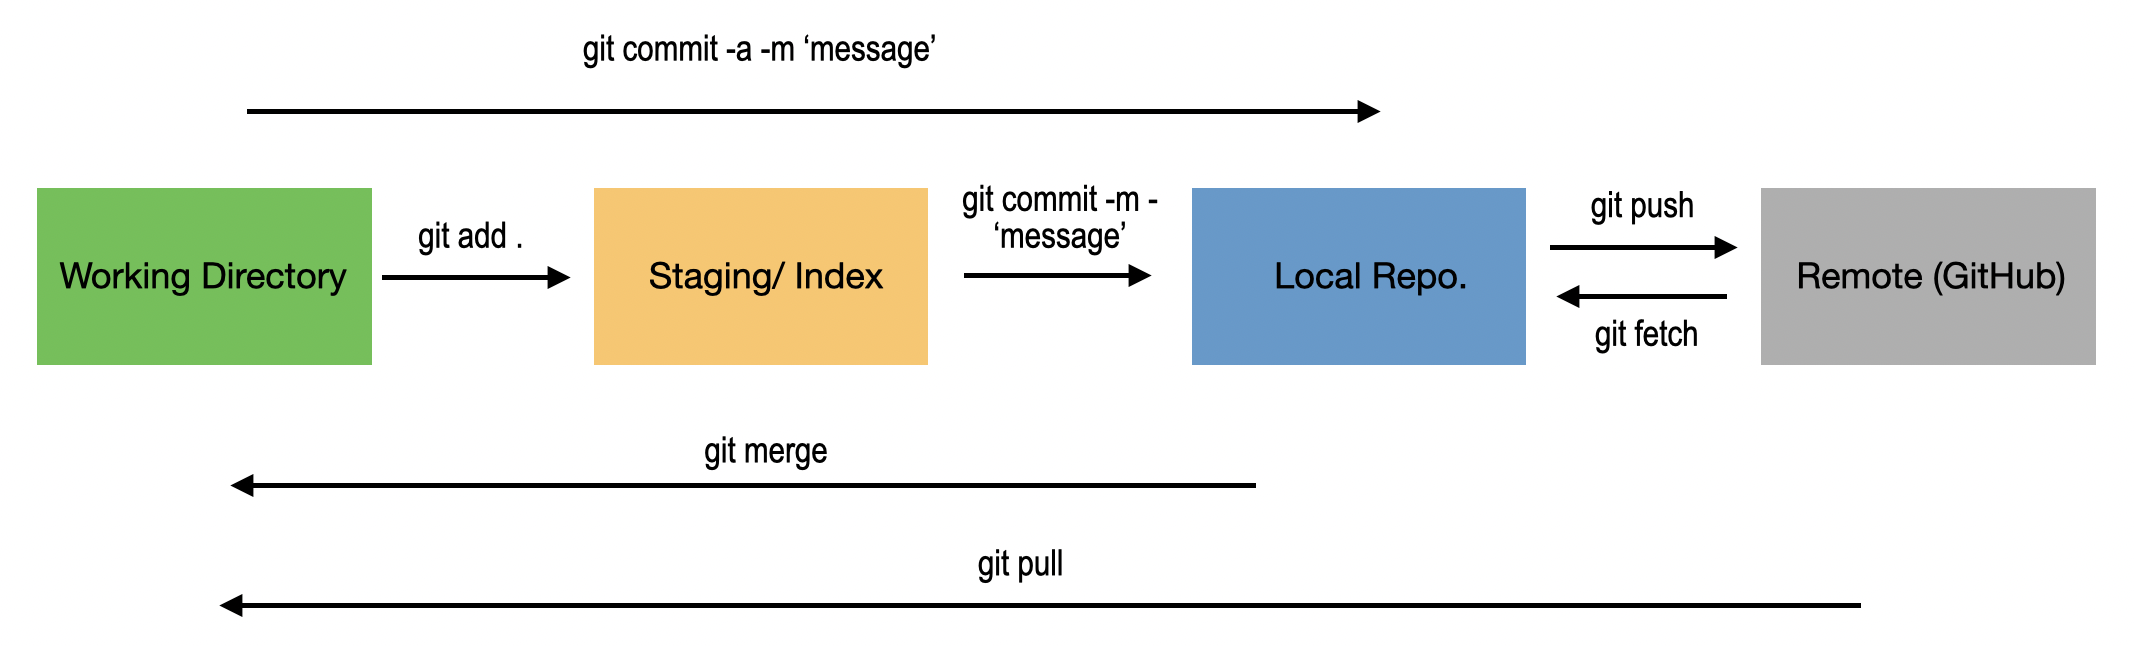 git commit -a -m ‘message’
Working Directory
git add .
Staging/ Index
git commit -m -
‘message’
Local Repo.
git push
git fetch
Remote (GitHub)
git merge
git pull